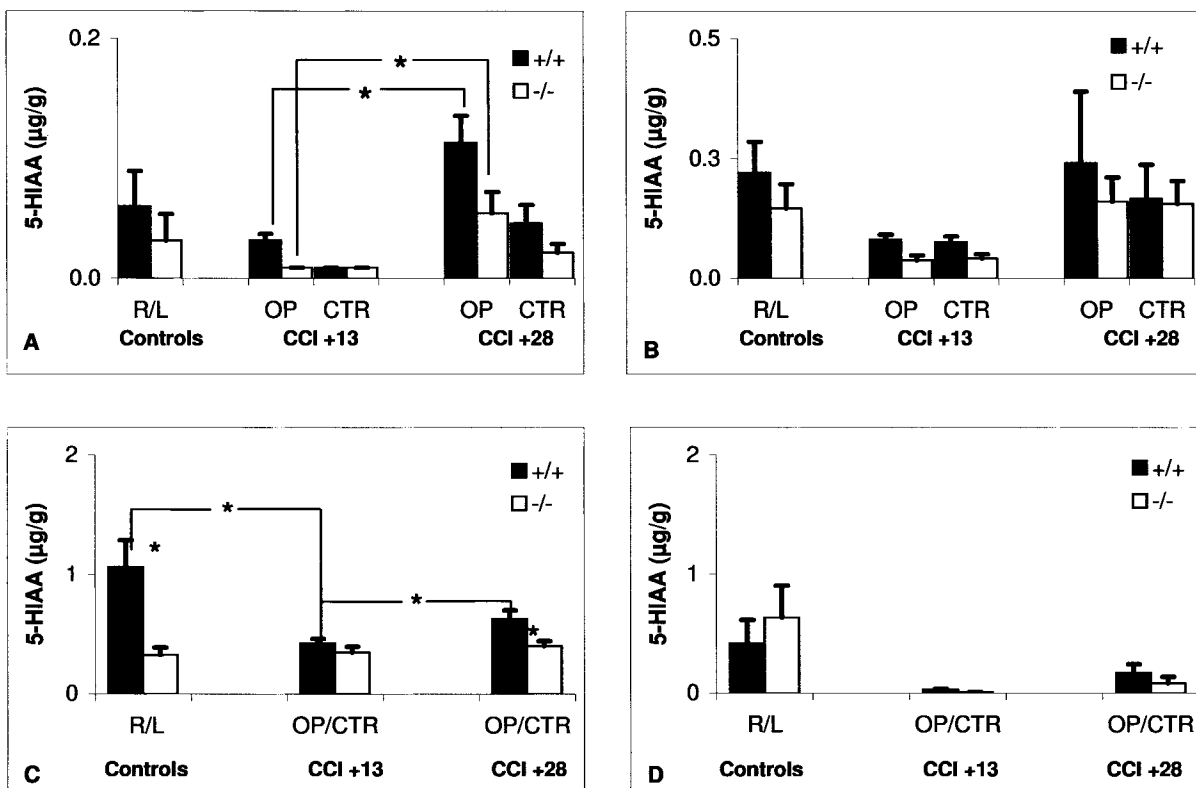 0.2
5-HIAA (µg/g)
0.0
+/+
-/-
*
*
R/L
OP CTR
OP CTR
A
Controls
CCI +13
CCI +28
0.5
0.3
5-HIAA (µg/g)
0.0
+/+
-/-
R/L
OP CTR
OP CTR
B
Controls
CCI +13
CCI +28
2
1
0
5-HIAA (µg/g)
+/+
-/-
*
*
*
*
R/L
OP/CTR
OP/CTR
C
Controls
CCI +13
CCI +28
2
1
0
5-HIAA (µg/g)
+/+
-/-
R/L
OP/CTR
OP/CTR
D
Controls
CCI +13
CCI +28